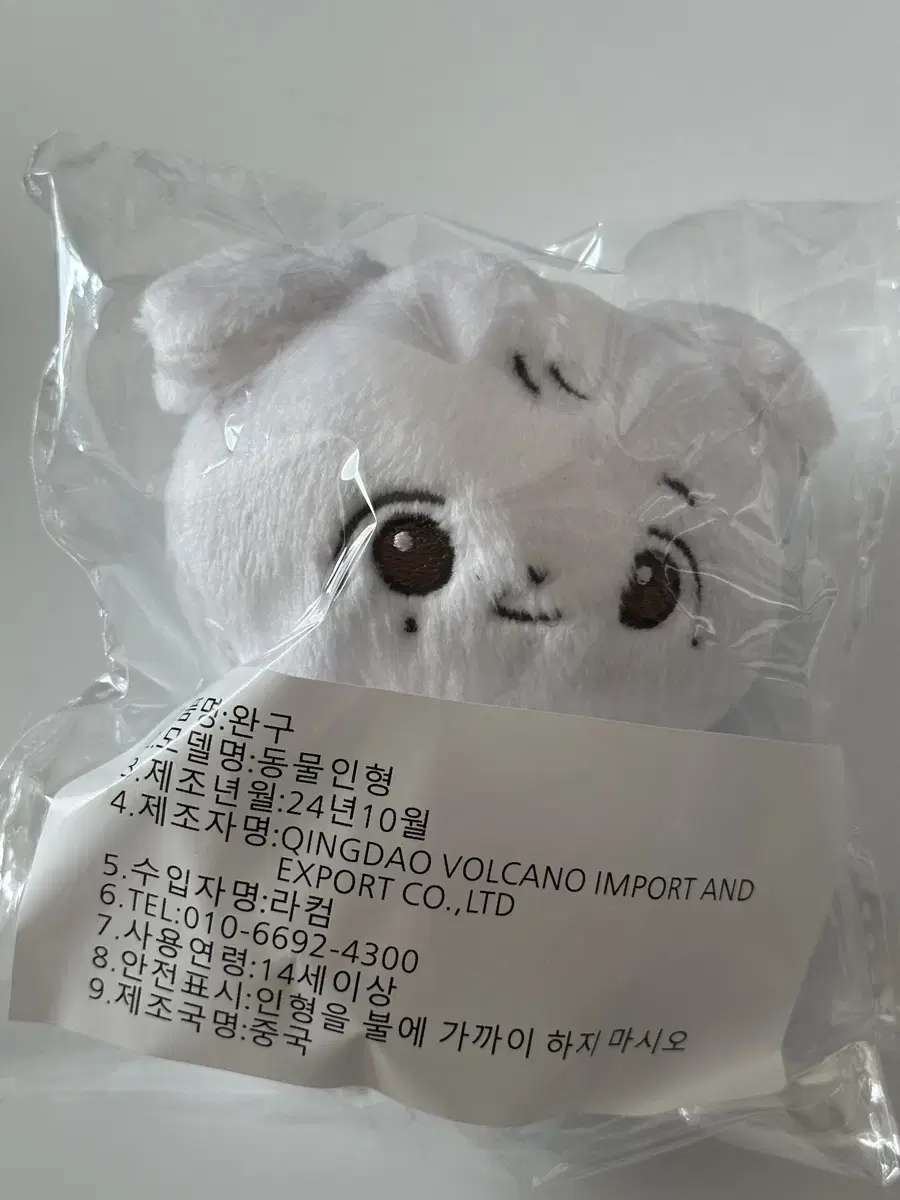 명:완구
모델명:동물인형
3.제조년월:24년10월
4.제조자명:QINGDAO VOLCANO IMPORT AND
EXPORT CO.,LTD
5.수입자명:라컴
6.TEL:010-6692-4300
7.사용연령:14세이상
8.안전표시:인형을 불에 가까이 하지 마시오
9.제조국명:중국